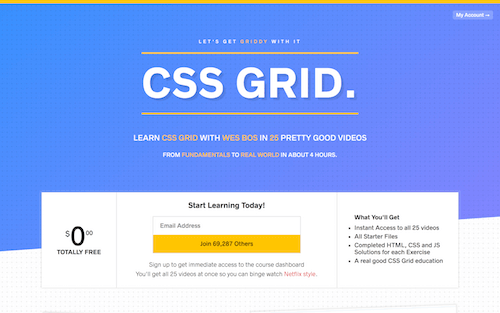 My Account →
LET'S GET GRIDDY WITH IT
CSS GRID.
LEARN CSS GRID WITH WES BOS IN 25 PRETTY GOOD VIDEOS
FROM FUNDAMENTALS TO REAL WORLD IN ABOUT 4 HOURS.
$0.00
TOTALLY FREE
Start Learning Today!
Email Address
Join 69,287 Others
Sign up to get immediate access to the course dashboard
You'll get all 25 videos at once so you can binge watch Netflix style.
What You'll Get
• Instant Access to all 25 videos
• All Starter Files
• Completed HTML, CSS and JS
Solutions for each Exercise
• A real good CSS Grid education